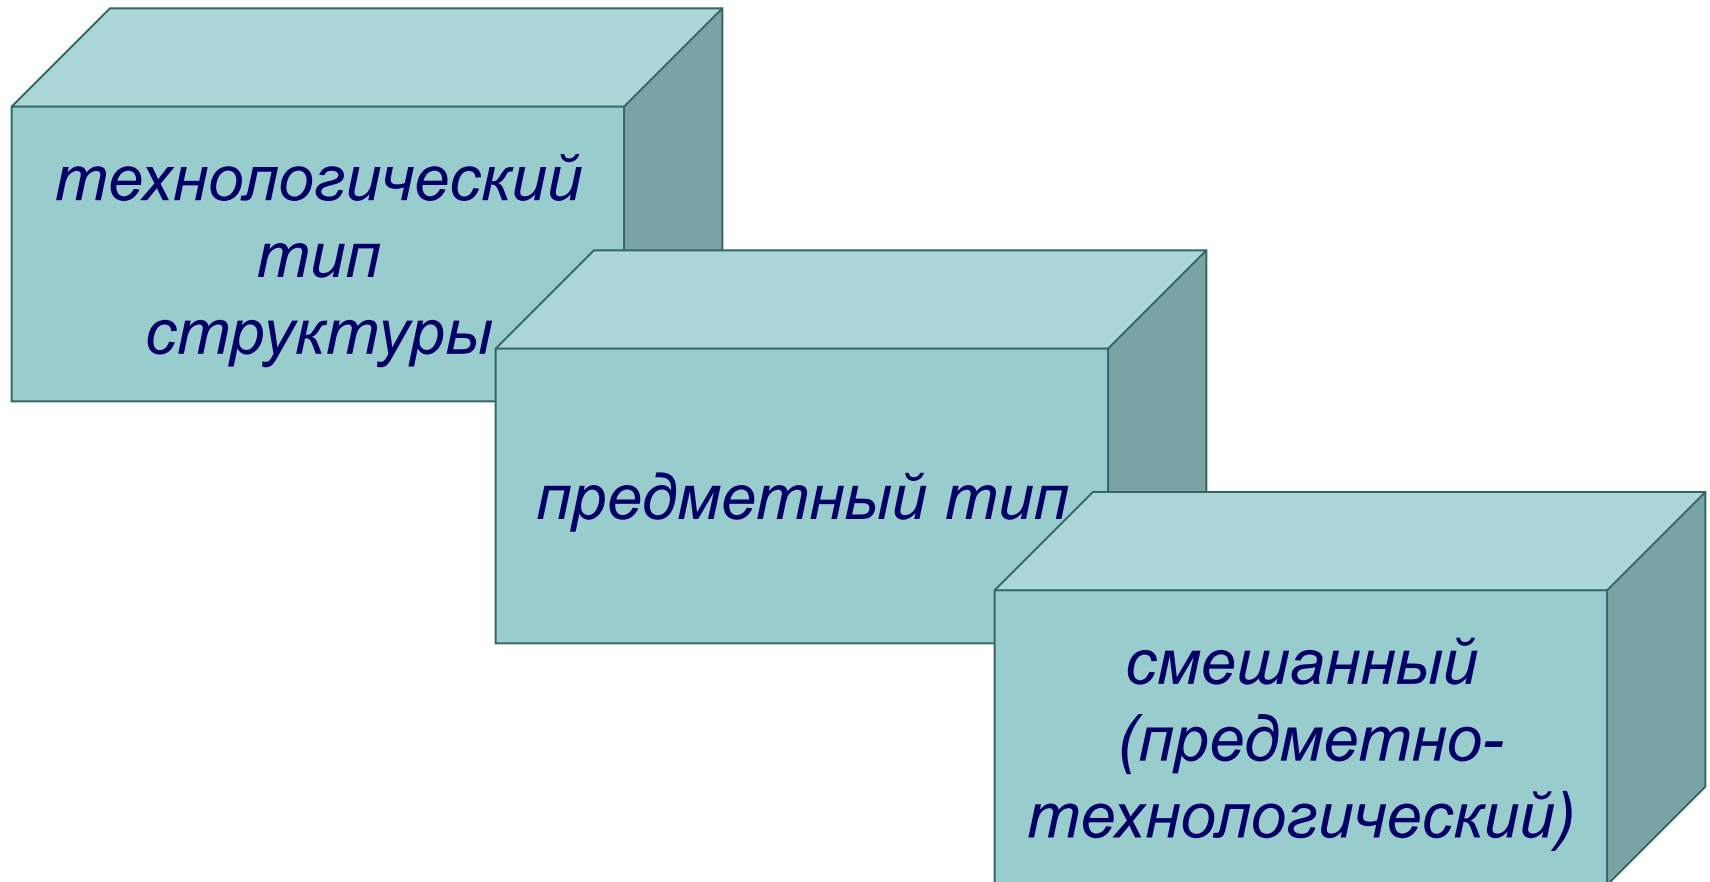 технологический
тип
структуры
предметный тип
смешанный
(предметно-
технологический)